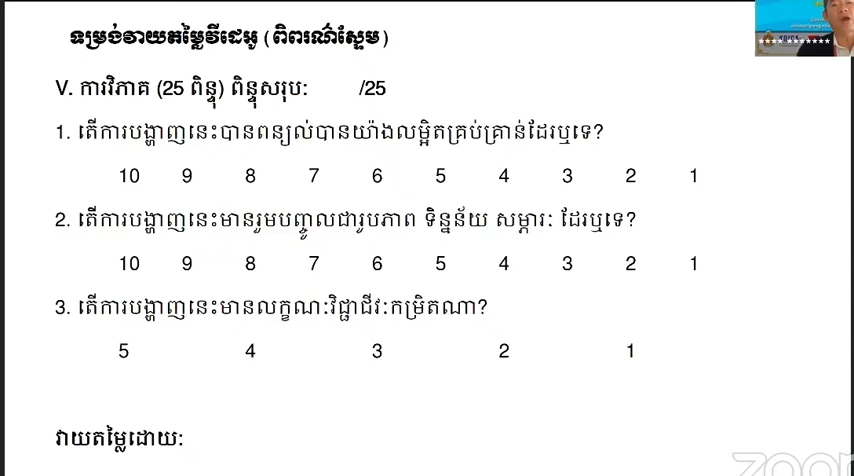 ទម្រង់វាយតម្លៃវីដេអូ (ពិពរណ៌ស្ទែម)
V. ការវិភាគ (25 ពិន្ទុ) ពិន្ទុសរុប: /25
1. តើការបង្ហាញនេះបានពន្យល់បានយ៉ាងលម្អិតគ្រប់គ្រាន់ដែរឬទេ?
10 9 8 7 6 5 4 3 2 1
2. តើការបង្ហាញនេះមានរួមបញ្ចូលជារូបភាព ទិន្នន័យ សម្ភារៈ ដែរឬទេ?
10 9 8 7 6 5 4 3 2 1
3. តើការបង្ហាញនេះមានលក្ខណៈវិជ្ជាជីវៈកម្រិតណា?
5 4 3 2 1
វាយតម្លៃដោយ:
zoom